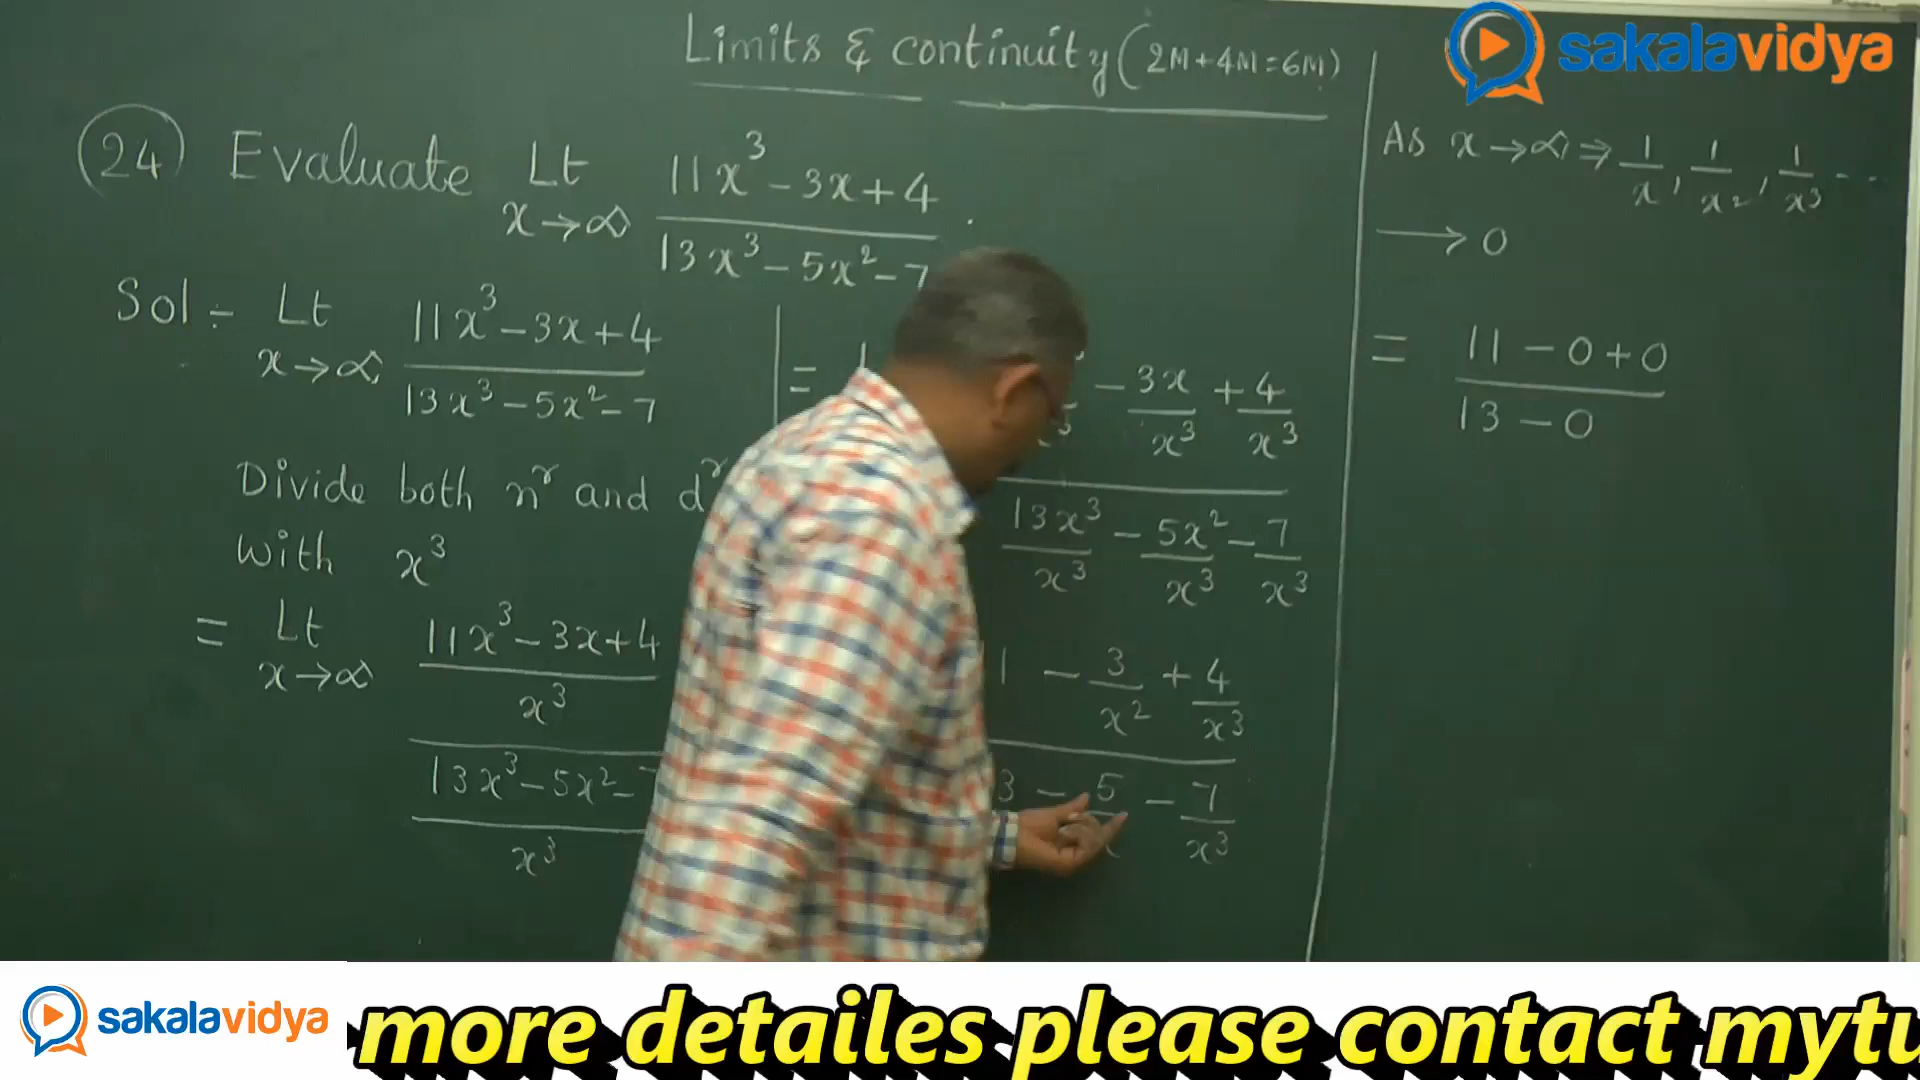 Limits & continuity (2M+4M=6M)
sakalavidya
24 Evaluate Lt x→∞ 11x³ - 3x + 4 / 13x³ - 5x² - 7 .
Sol :- Lt x→∞ 11x³ - 3x + 4 / 13x³ - 5x² - 7
Divide both nʳ and dʳ
with x³
= Lt x→∞ 11x³ - 3x + 4 / x³
13x³ - 5x² - / x³
= - 3x/x³ + 4/x³
13x³/x³ - 5x²/x³ - 7/x³
1 - 3/x² + 4/x³
3 - 5 - 7/x³
As x→∞ ⇒ 1/x, 1/x², 1/x³ ---
→ 0
= 11 - 0 + 0 / 13 - 0
sakalavidya
more detailes please contact mytu